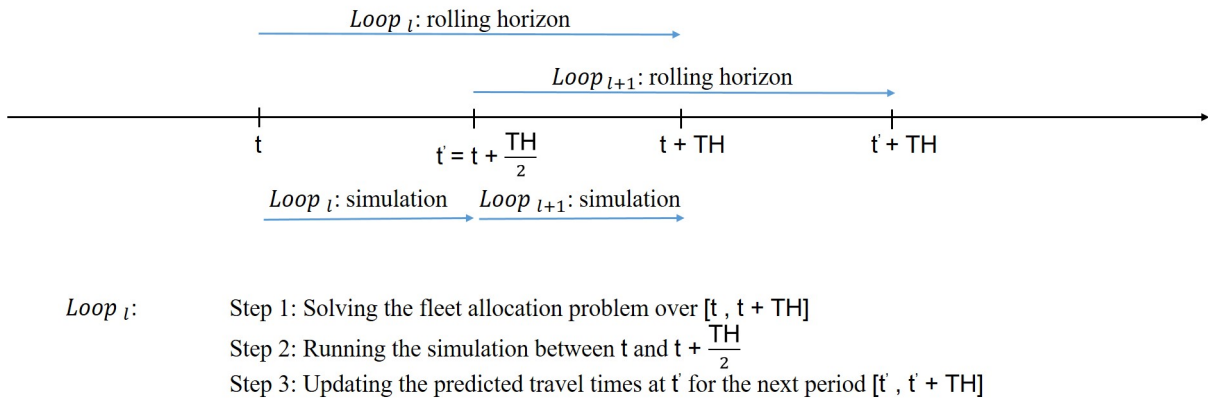 Loop l: rolling horizon
Loop l+1: rolling horizon
t
t' = t + TH/2
t + TH
t' + TH
Loop l: simulation
Loop l+1: simulation
Loop l: Step 1: Solving the fleet allocation problem over [t , t + TH]
Step 2: Running the simulation between t and t + TH/2
Step 3: Updating the predicted travel times at t' for the next period [t' , t' + TH]